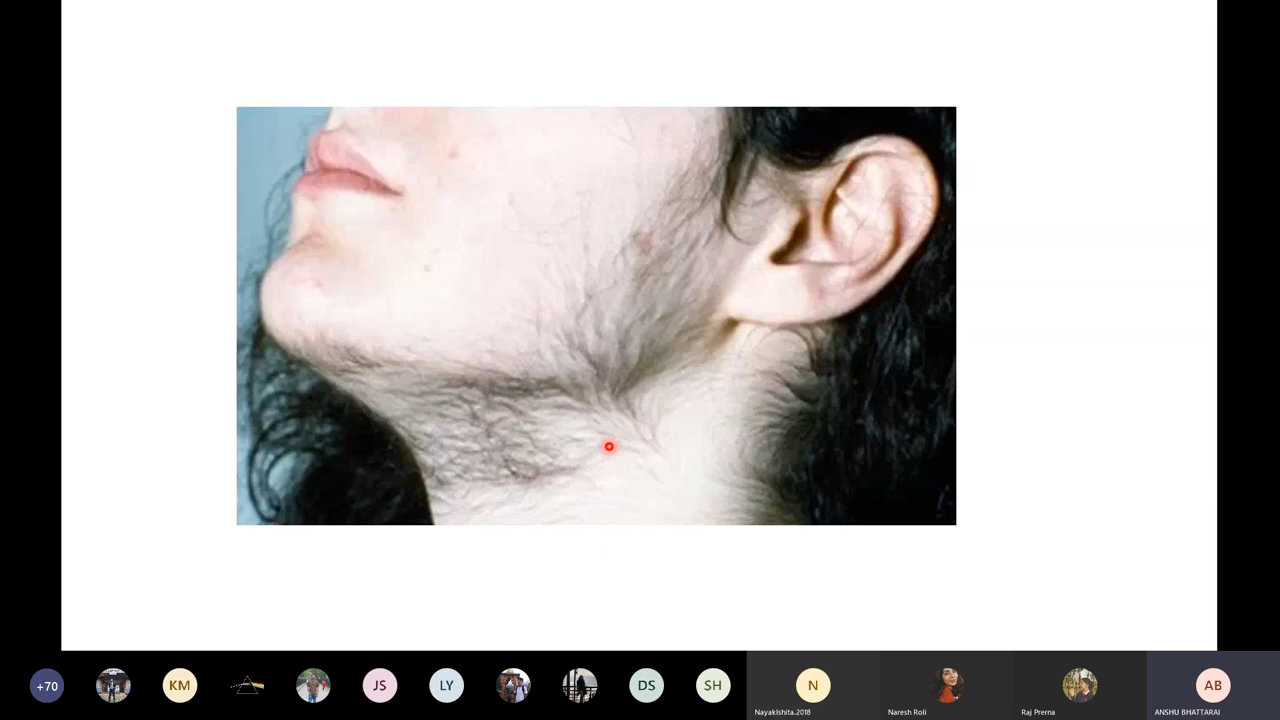 +70
KM
JS
LY
DS
SH
N
AB
NayakIshita.2018
Naresh Roli
Raj Prerna
ANSHU BHATTARAI